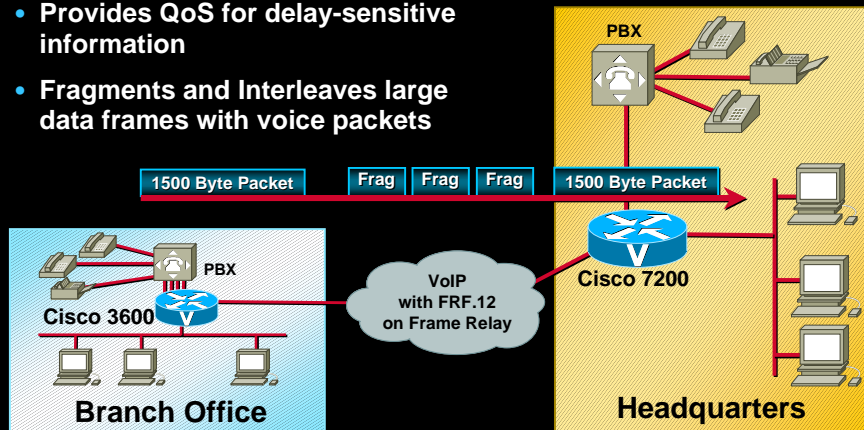 • Provides QoS for delay-sensitive
information
• Fragments and Interleaves large
data frames with voice packets
PBX
1500 Byte Packet
Frag
Frag
Frag
1500 Byte Packet
PBX
Cisco 3600
V
VoIP
with FRF.12
on Frame Relay
V
Cisco 7200
Branch Office
Headquarters